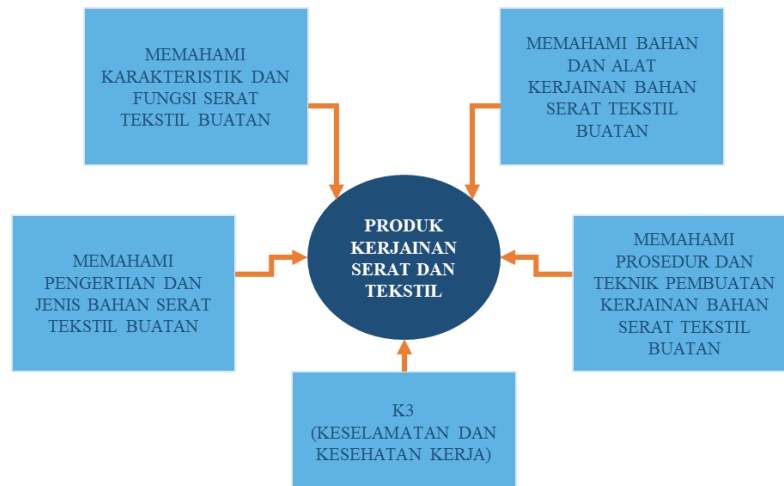 MEMAHAMI
KARAKTERISTIK DAN
FUNGSI SERAT
TEKSTIL BUATAN
MEMAHAMI BAHAN
DAN ALAT
KERJAINAN BAHAN
SERAT TEKSTIL
BUATAN
PRODUK
KERJAINAN
SERAT DAN
TEKSTIL
MEMAHAMI
PENGERTIAN DAN
JENIS BAHAN SERAT
TEKSTIL BUATAN
MEMAHAMI
PROSEDUR DAN
TEKNIK PEMBUATAN
KERJAINAN BAHAN
SERAT TEKSTIL
BUATAN
K3
(KESELAMATAN DAN
KESEHATAN KERJA)